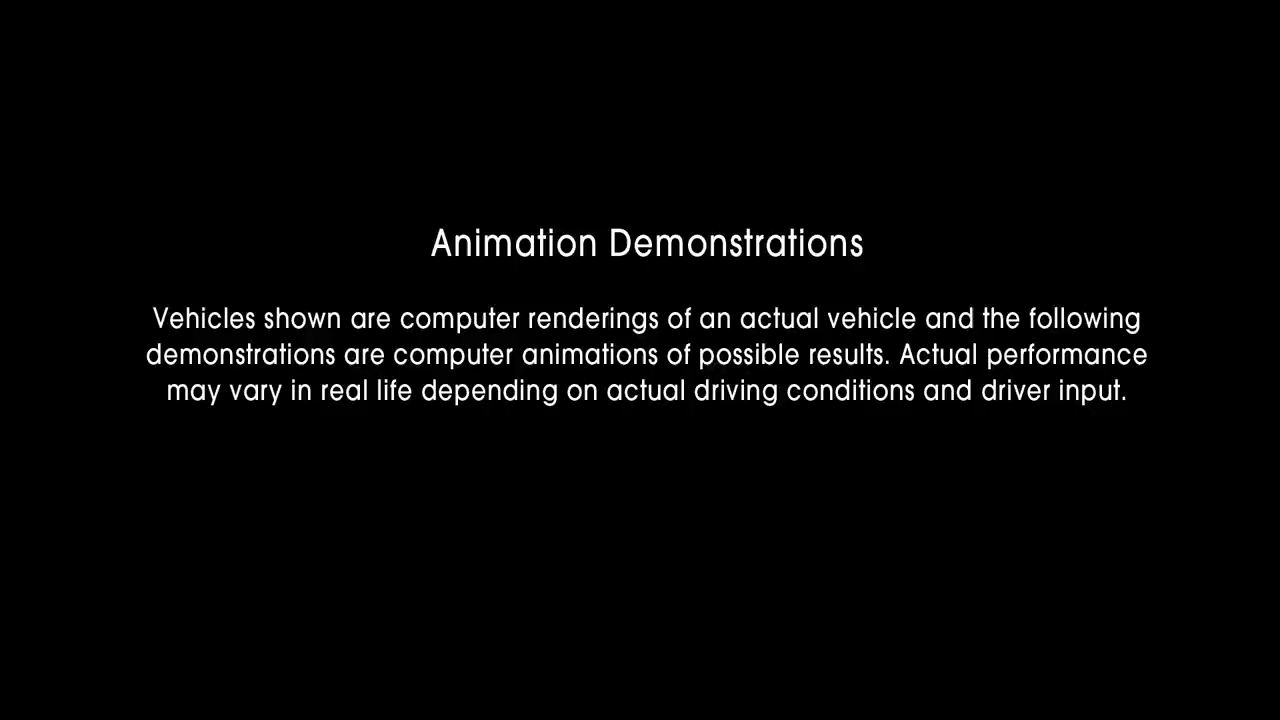 Animation Demonstrations
Vehicles shown are computer renderings of an actual vehicle and the following
demonstrations are computer animations of possible results. Actual performance
may vary in real life depending on actual driving conditions and driver input.